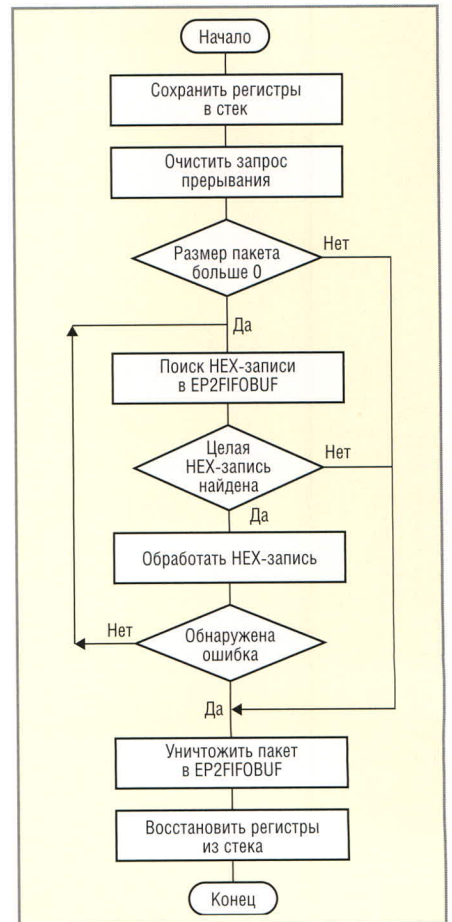 Начало
Сохранить регистры
в стек
Очистить запрос
прерывания
Размер пакета
больше 0
Нет
Да
Поиск HEX-записи
в EP2FIFOBUF
Целая
HEX-запись
найдена
Нет
Да
Обработать HEX-запись
Обнаружена
ошибка
Нет
Да
Уничтожить пакет
в EP2FIFOBUF
Восстановить регистры
из стека
Конец